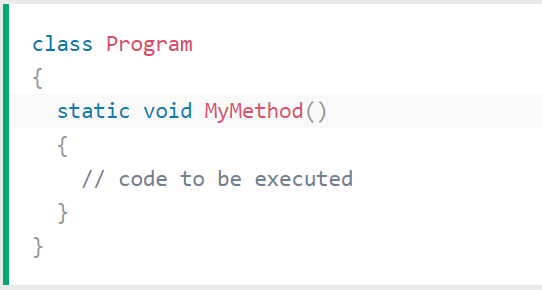 class Program
{
  static void MyMethod()
  {
    // code to be executed
  }
}